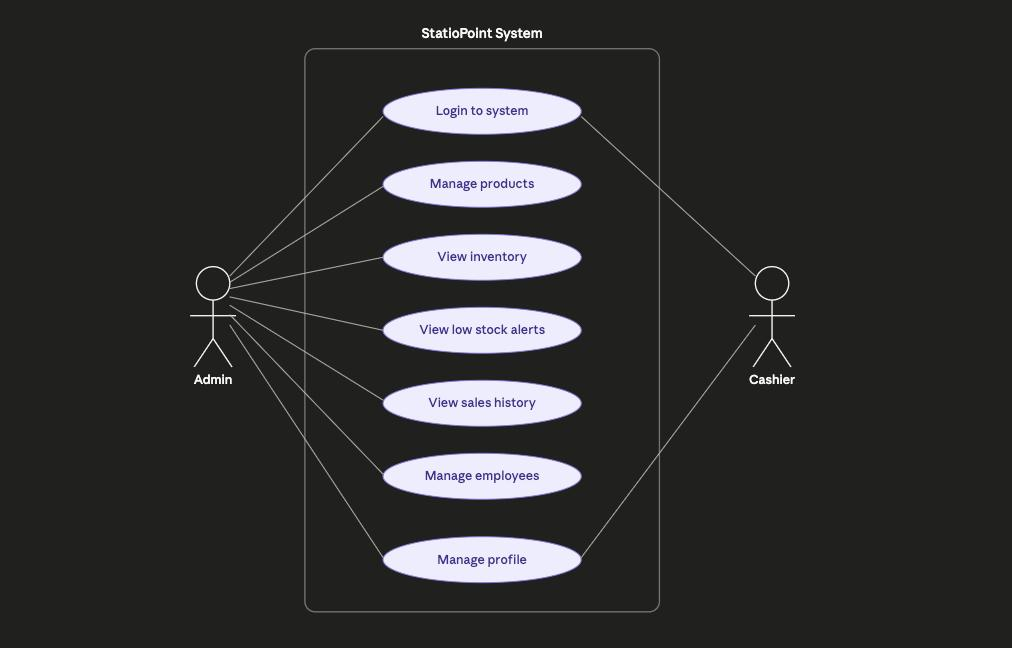 StatioPoint System
Login to system
Manage products
View inventory
View low stock alerts
View sales history
Manage employees
Manage profile
Admin
Cashier